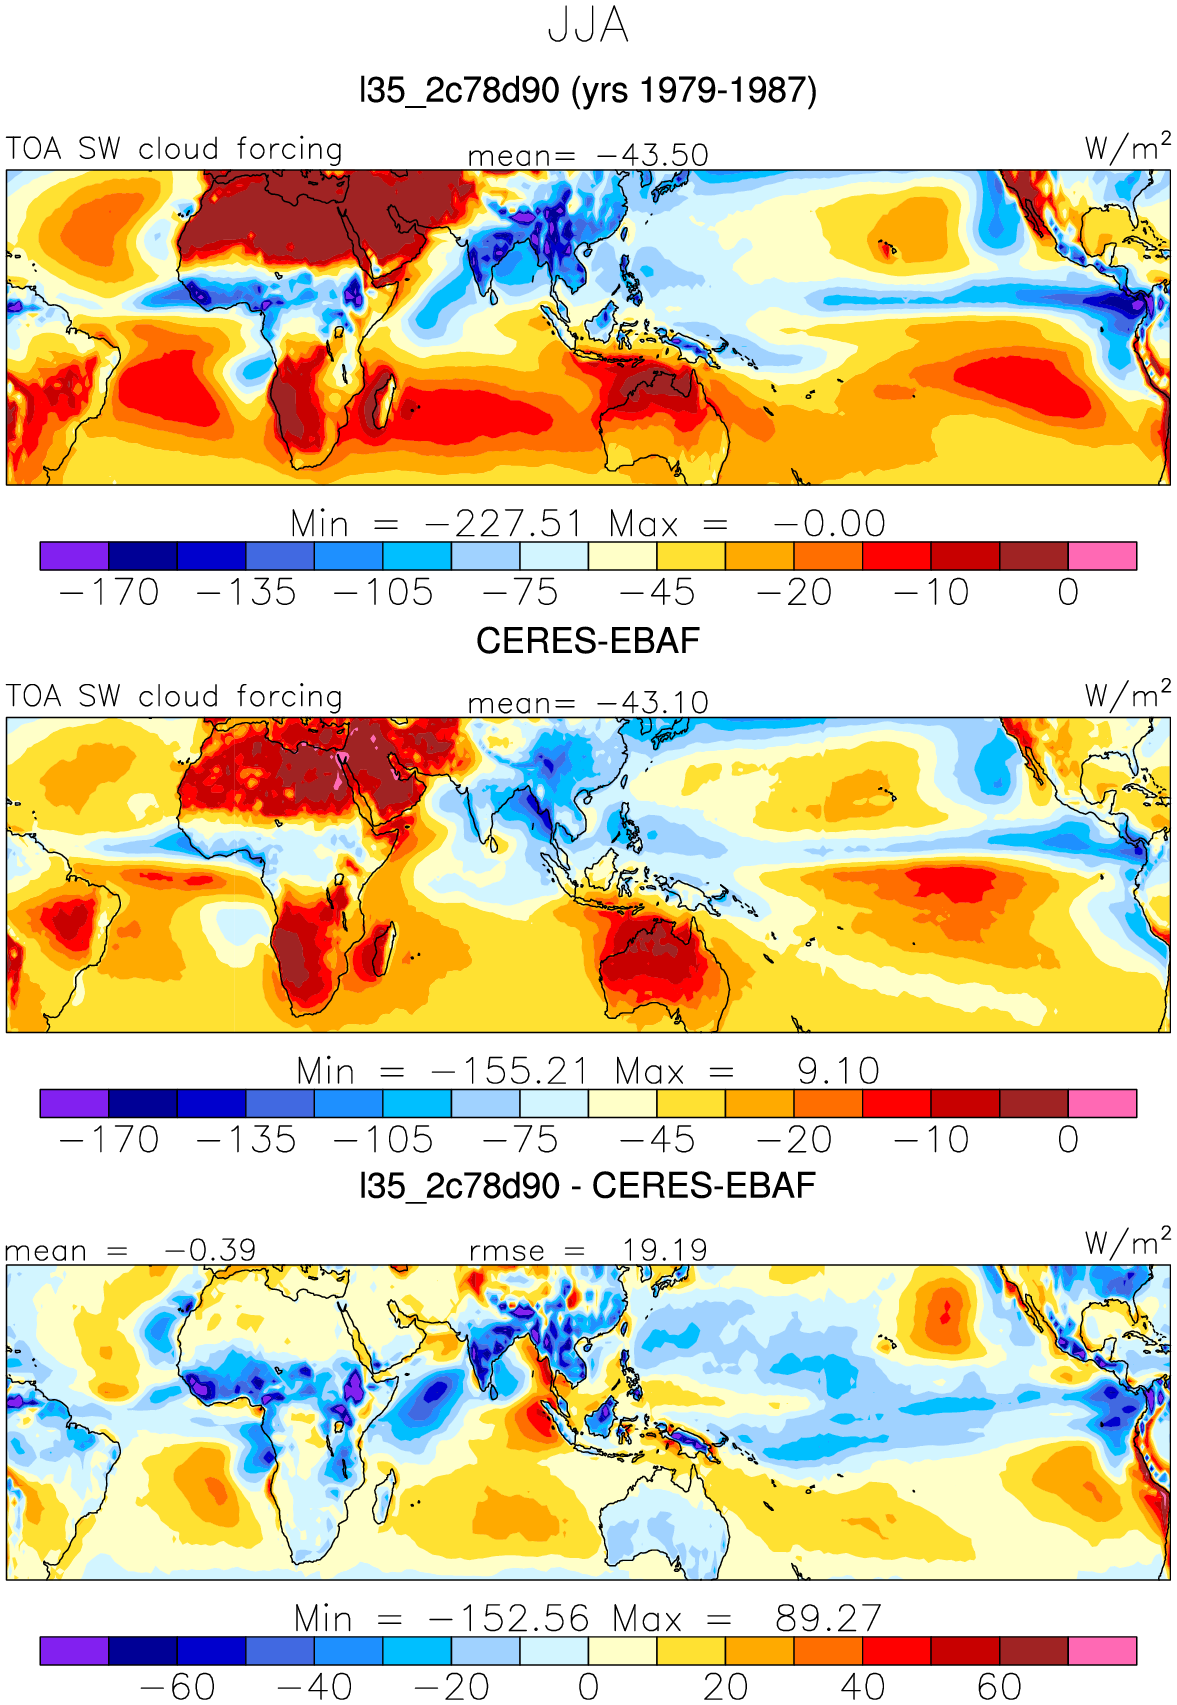 JJA
l35_2c78d90 (yrs 1979-1987)
TOA SW cloud forcing mean= −43.50 W/m²
Min = −227.51 Max = −0.00
−170 −135 −105 −75 −45 −20 −10 0
CERES-EBAF
TOA SW cloud forcing mean= −43.10 W/m²
Min = −155.21 Max = 9.10
−170 −135 −105 −75 −45 −20 −10 0
l35_2c78d90 - CERES-EBAF
mean = −0.39 rmse = 19.19 W/m²
Min = −152.56 Max = 89.27
−60 −40 −20 0 20 40 60